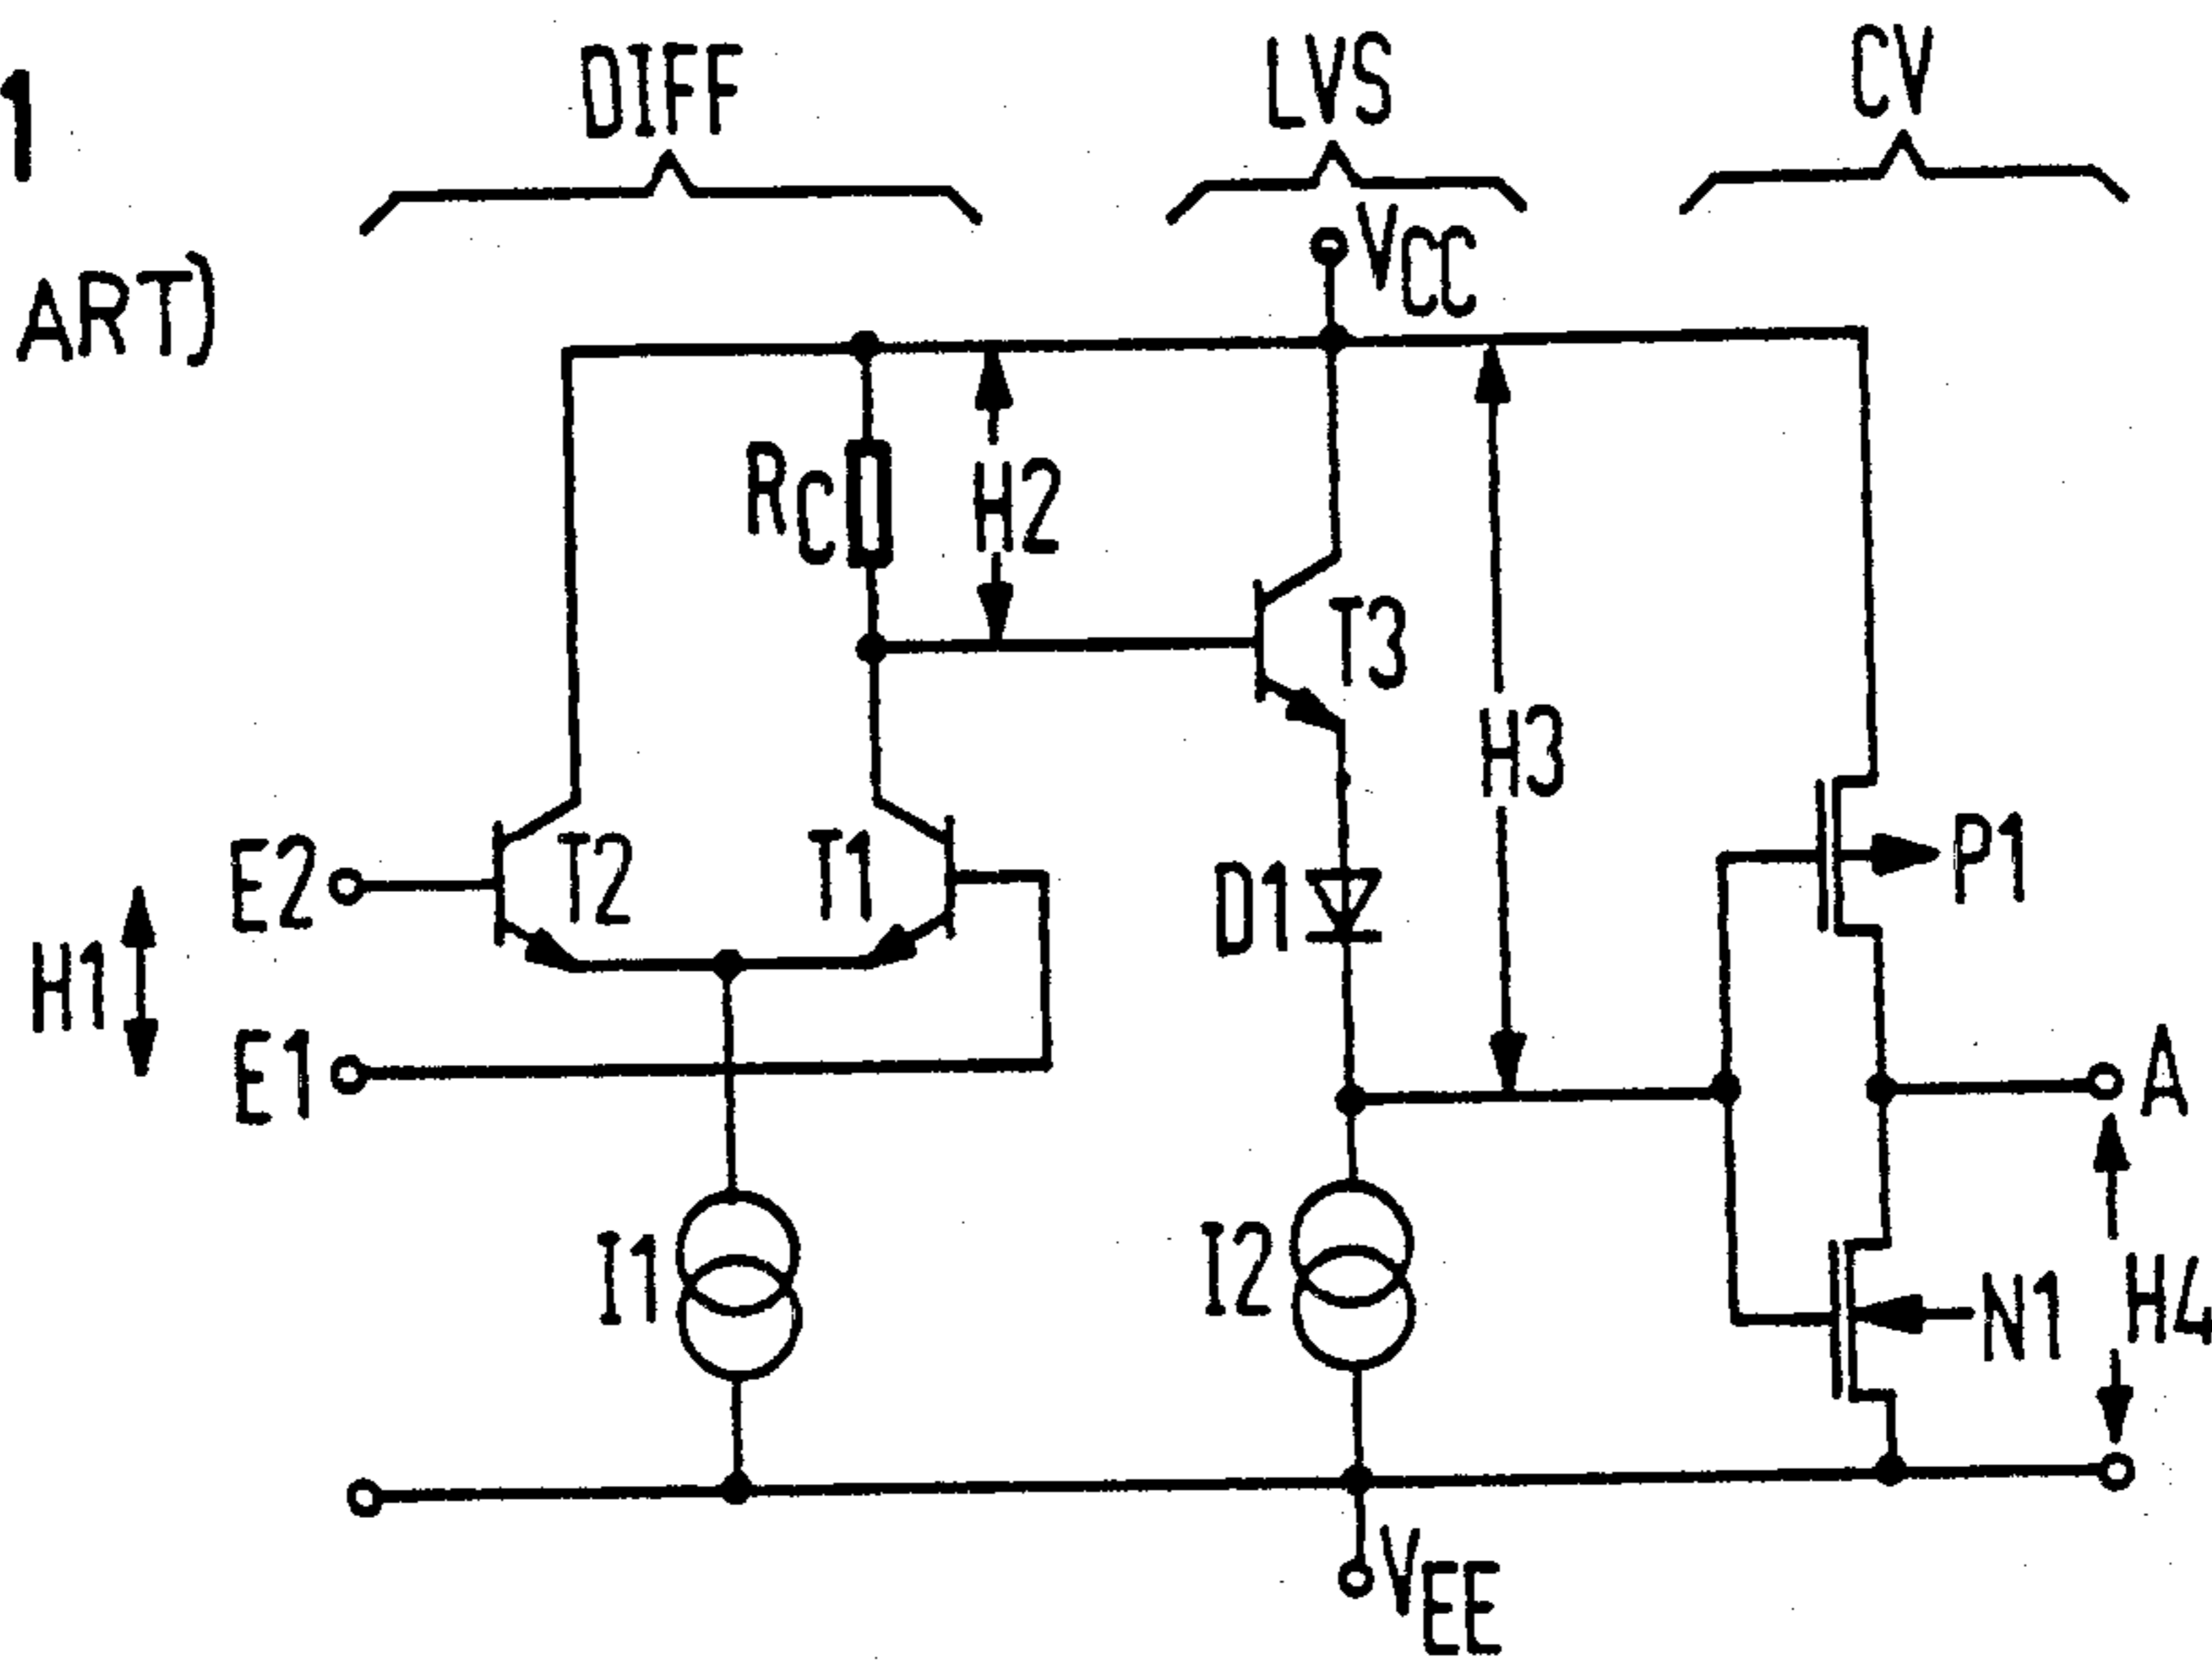 1
DIFF
LVS
CV
ART)
VCC
RC
H2
T3
H3
E2
T2
T1
D1
P1
H1
E1
A
I1
I2
N1
H4
VEE